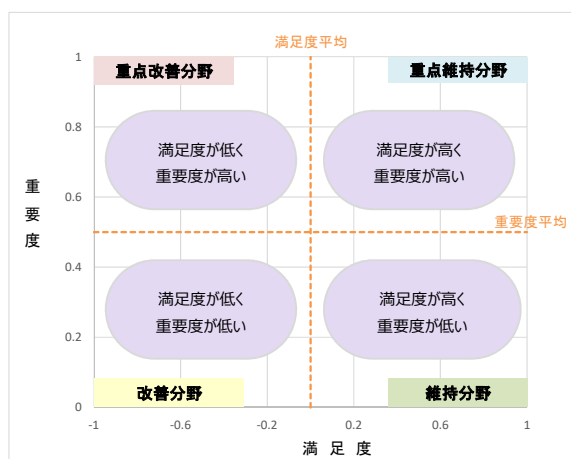 満足度平均
1
重点改善分野
重点維持分野
0.8
満足度が低く
重要度が高い
満足度が高く
重要度が高い
重要度
0.6
重要度平均
0.4
満足度が低く
重要度が低い
満足度が高く
重要度が低い
0.2
改善分野
維持分野
0
-1
-0.6
-0.2
0.2
0.6
1
満足度